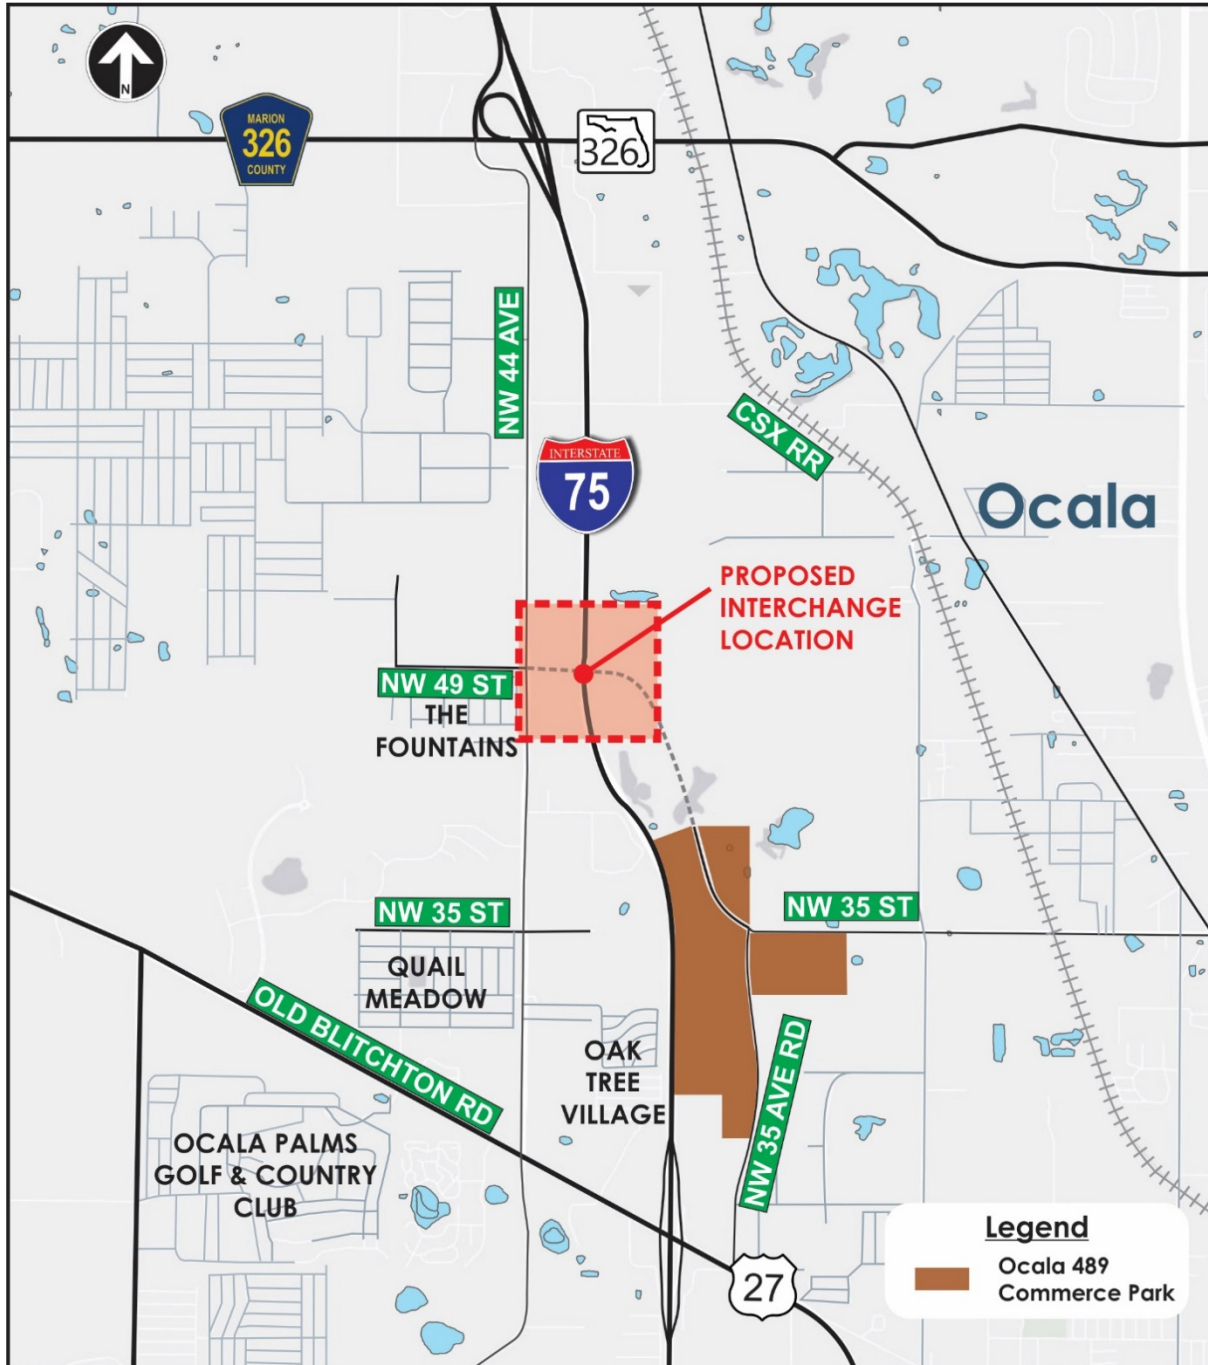 N
MARION
326
COUNTY
326
NW 44 AVE
CSX RR
INTERSTATE
75
Ocala
PROPOSED
INTERCHANGE
LOCATION
NW 49 ST
THE
FOUNTAINS
NW 35 ST
NW 35 ST
QUAIL
MEADOW
OLD BLITCHTON RD
OAK
TREE
VILLAGE
NW 35 AVE RD
OCALA PALMS
GOLF & COUNTRY
CLUB
27
Legend
Ocala 489
Commerce Park